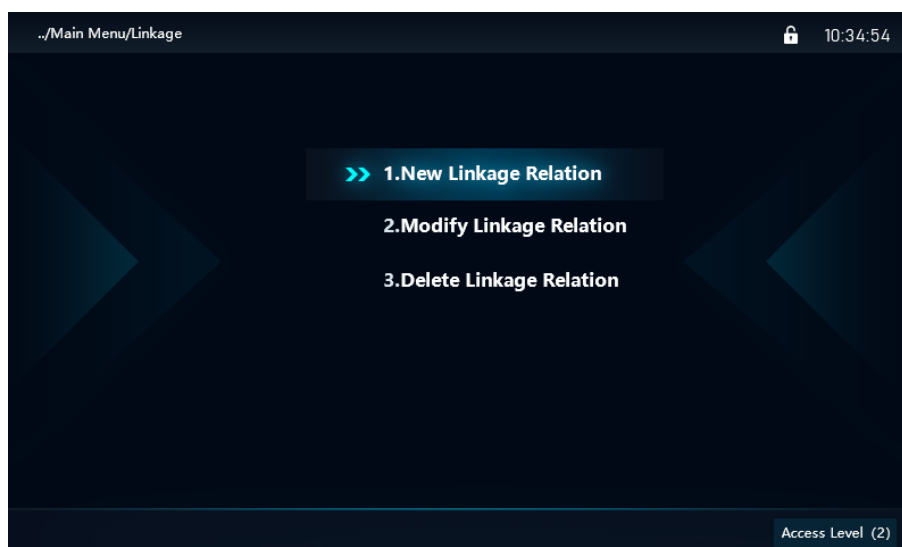 ../Main Menu/Linkage
10:34:54
1.New Linkage Relation
2.Modify Linkage Relation
3.Delete Linkage Relation
Access Level (2)